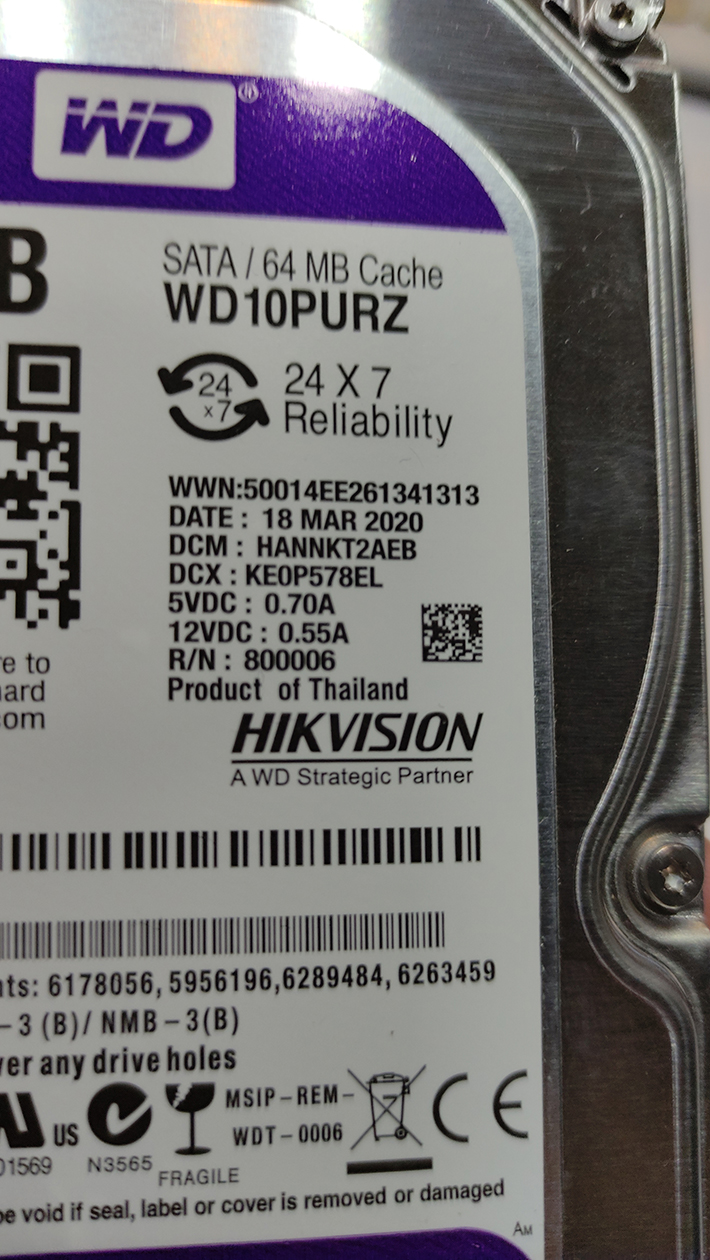 WD®
B
SATA / 64 MB Cache
WD10PURZ
24
x7
24 X 7
Reliability
WWN:50014EE261341313
DATE : 18 MAR 2020
DCM : HANNKT2AEB
DCX : KE0P578EL
5VDC : 0.70A
12VDC : 0.55A
R/N : 800006
Product of Thailand
re to
ard
com
HIKVISION
A WD Strategic Partner
nts: 6178056, 5956196,6289484, 6263459
-3 (B)/ NMB-3(B)
ver any drive holes
US
01569
N3565
FRAGILE
MSIP-REM-
WDT-0006
CE
be void if seal, label or cover is removed or damaged
AM